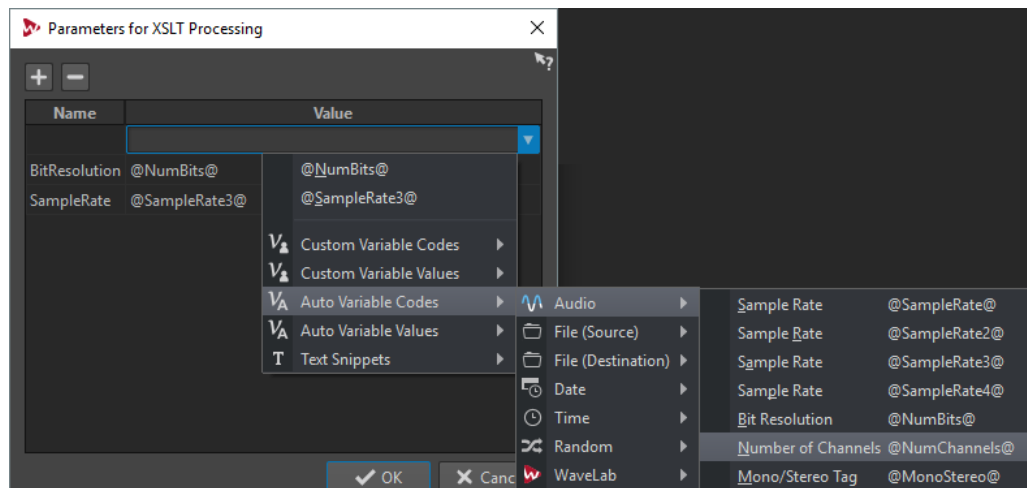 Parameters for XSLT Processing
Name Value
BitResolution @NumBits@
SampleRate @SampleRate3@
@NumBits@
@SampleRate3@
Custom Variable Codes
Custom Variable Values
Auto Variable Codes
Auto Variable Values
T Text Snippets
Audio
File (Source)
File (Destination)
Date
Time
Random
WaveLab
Sample Rate @SampleRate@
Sample Rate @SampleRate2@
Sample Rate @SampleRate3@
Sample Rate @SampleRate4@
Bit Resolution @NumBits@
Number of Channels @NumChannels@
Mono/Stereo Tag @MonoStereo@
OK Canc